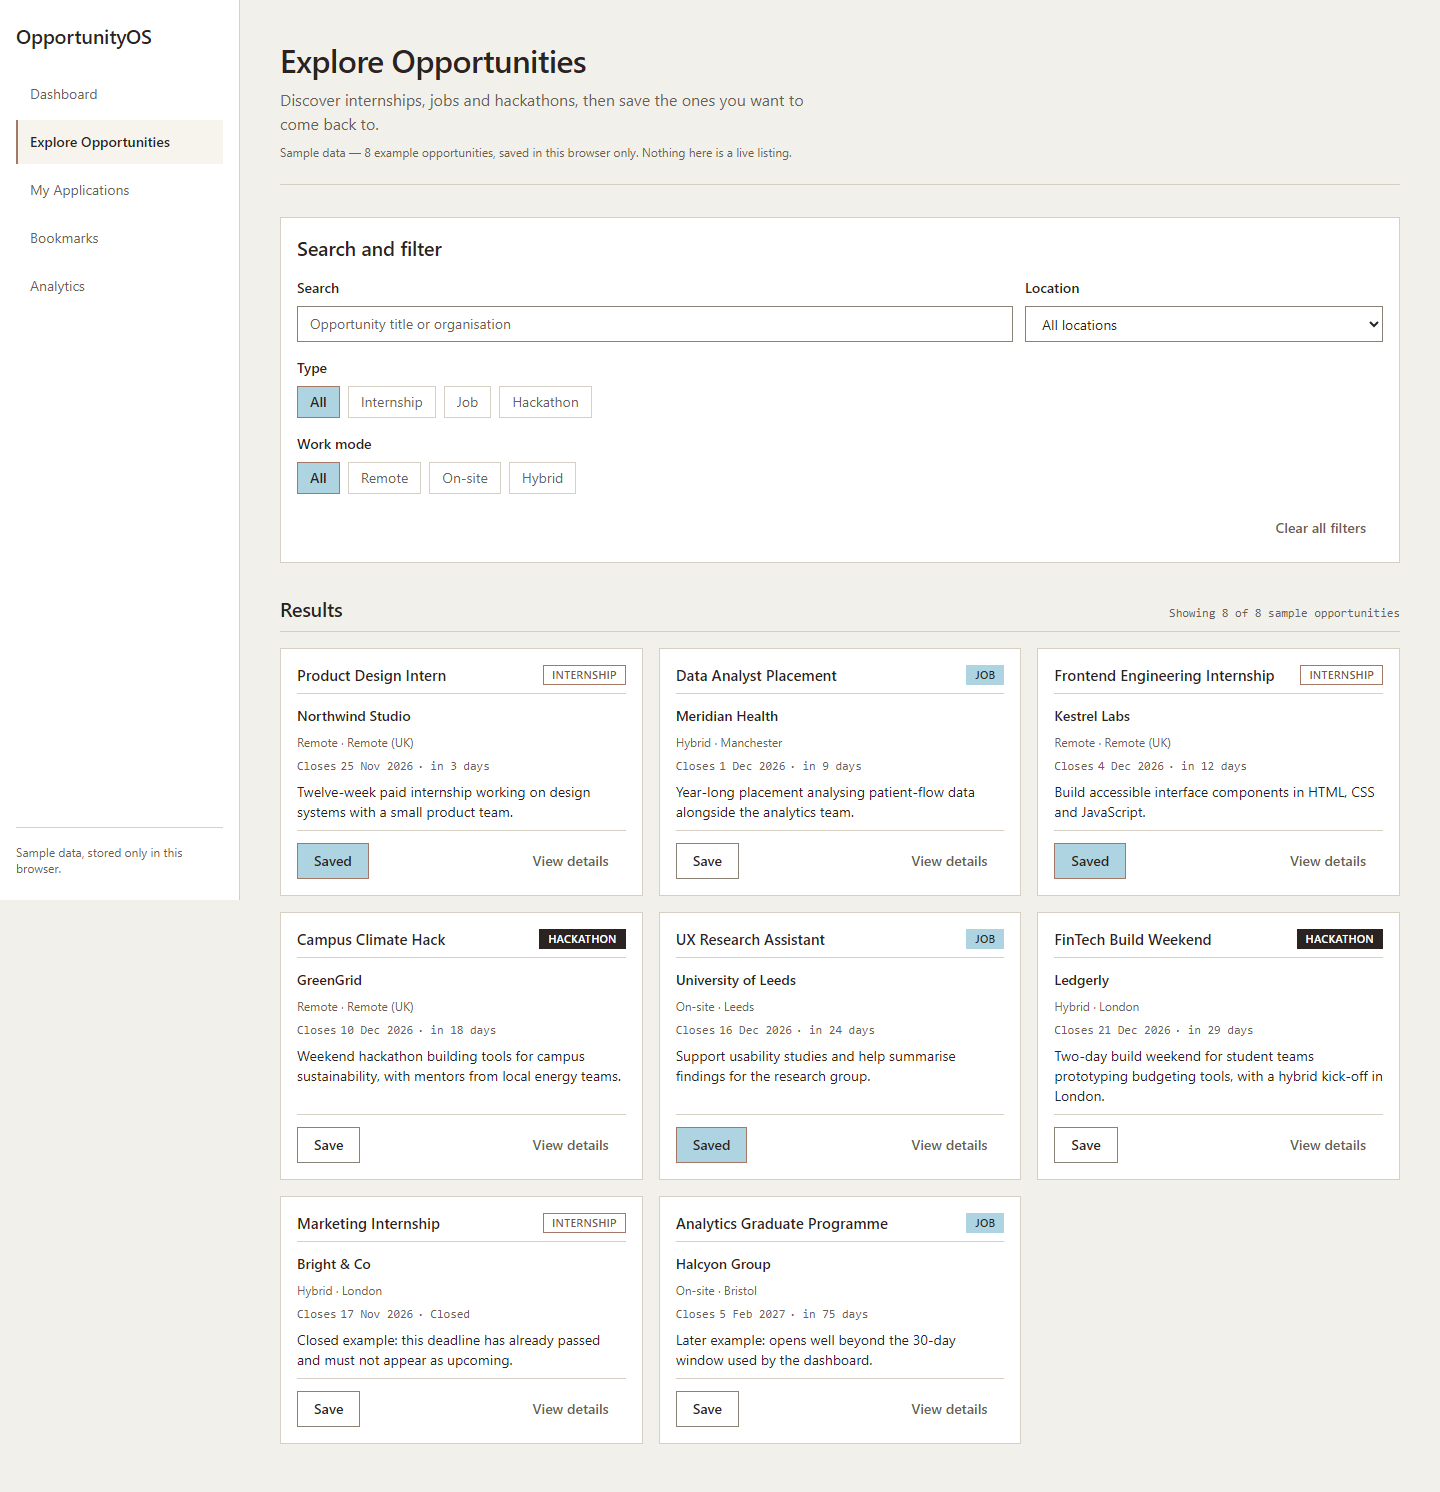 OpportunityOS
Dashboard
Explore Opportunities
My Applications
Bookmarks
Analytics
Sample data, stored only in this
browser.
Explore Opportunities
Discover internships, jobs and hackathons, then save the ones you want to
come back to.
Sample data — 8 example opportunities, saved in this browser only. Nothing here is a live listing.
Search and filter
Search
Location
Opportunity title or organisation
All locations
Type
All Internship Job Hackathon
Work mode
All Remote On-site Hybrid
Clear all filters
Results
Showing 8 of 8 sample opportunities
Product Design Intern INTERNSHIP
Northwind Studio
Remote · Remote (UK)
Closes 25 Nov 2026 · in 3 days
Twelve-week paid internship working on design
systems with a small product team.
Saved View details
Data Analyst Placement JOB
Meridian Health
Hybrid · Manchester
Closes 1 Dec 2026 · in 9 days
Year-long placement analysing patient-flow data
alongside the analytics team.
Save View details
Frontend Engineering Internship INTERNSHIP
Kestrel Labs
Remote · Remote (UK)
Closes 4 Dec 2026 · in 12 days
Build accessible interface components in HTML, CSS
and JavaScript.
Saved View details
Campus Climate Hack HACKATHON
GreenGrid
Remote · Remote (UK)
Closes 10 Dec 2026 · in 18 days
Weekend hackathon building tools for campus
sustainability, with mentors from local energy teams.
Save View details
UX Research Assistant JOB
University of Leeds
On-site · Leeds
Closes 16 Dec 2026 · in 24 days
Support usability studies and help summarise
findings for the research group.
Saved View details
FinTech Build Weekend HACKATHON
Ledgerly
Hybrid · London
Closes 21 Dec 2026 · in 29 days
Two-day build weekend for student teams
prototyping budgeting tools, with a hybrid kick-off in
London.
Save View details
Marketing Internship INTERNSHIP
Bright & Co
Hybrid · London
Closes 17 Nov 2026 · Closed
Closed example: this deadline has already passed
and must not appear as upcoming.
Save View details
Analytics Graduate Programme JOB
Halcyon Group
On-site · Bristol
Closes 5 Feb 2027 · in 75 days
Later example: opens well beyond the 30-day
window used by the dashboard.
Save View details